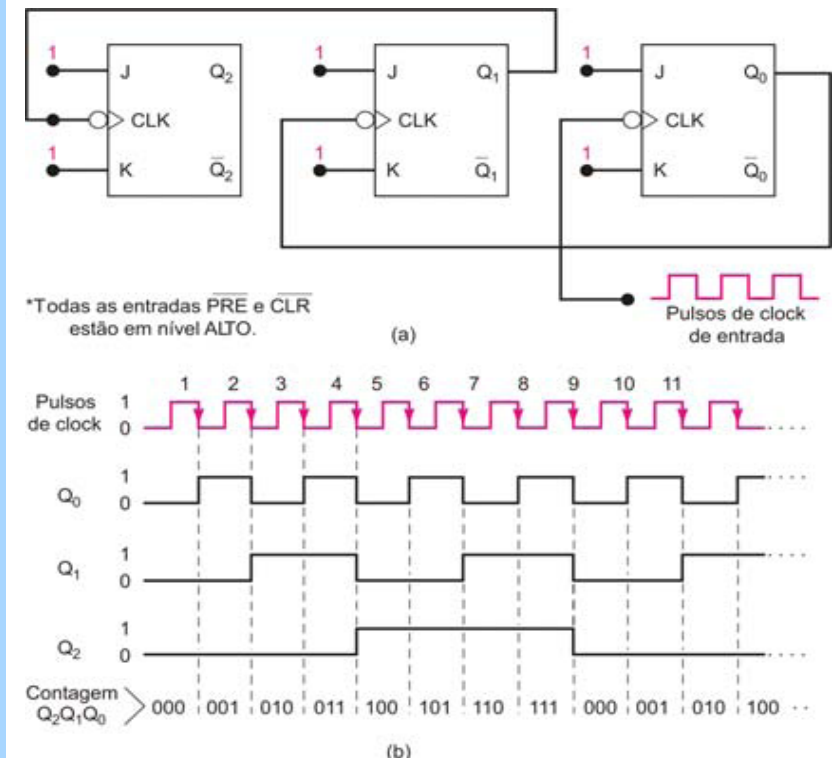 1 1 1
J Q₂ J Q₁ J Q₀
CLK CLK CLK
1 1 1
K Q̅₂ K Q̅₁ K Q̅₀
*Todas as entradas P̅R̅E̅ e C̅L̅R̅
estão em nível ALTO.
(a)
Pulsos de clock
de entrada
1 2 3 4 5 6 7 8 9 10 11
Pulsos
de clock
1
0
. . . .
Q₀
1
0
. . . .
Q₁
1
0
. . . .
Q₂
1
0
. . . .
Contagem
Q₂Q₁Q₀
000 001 010 011 100 101 110 111 000 001 010 100 . .
(b)